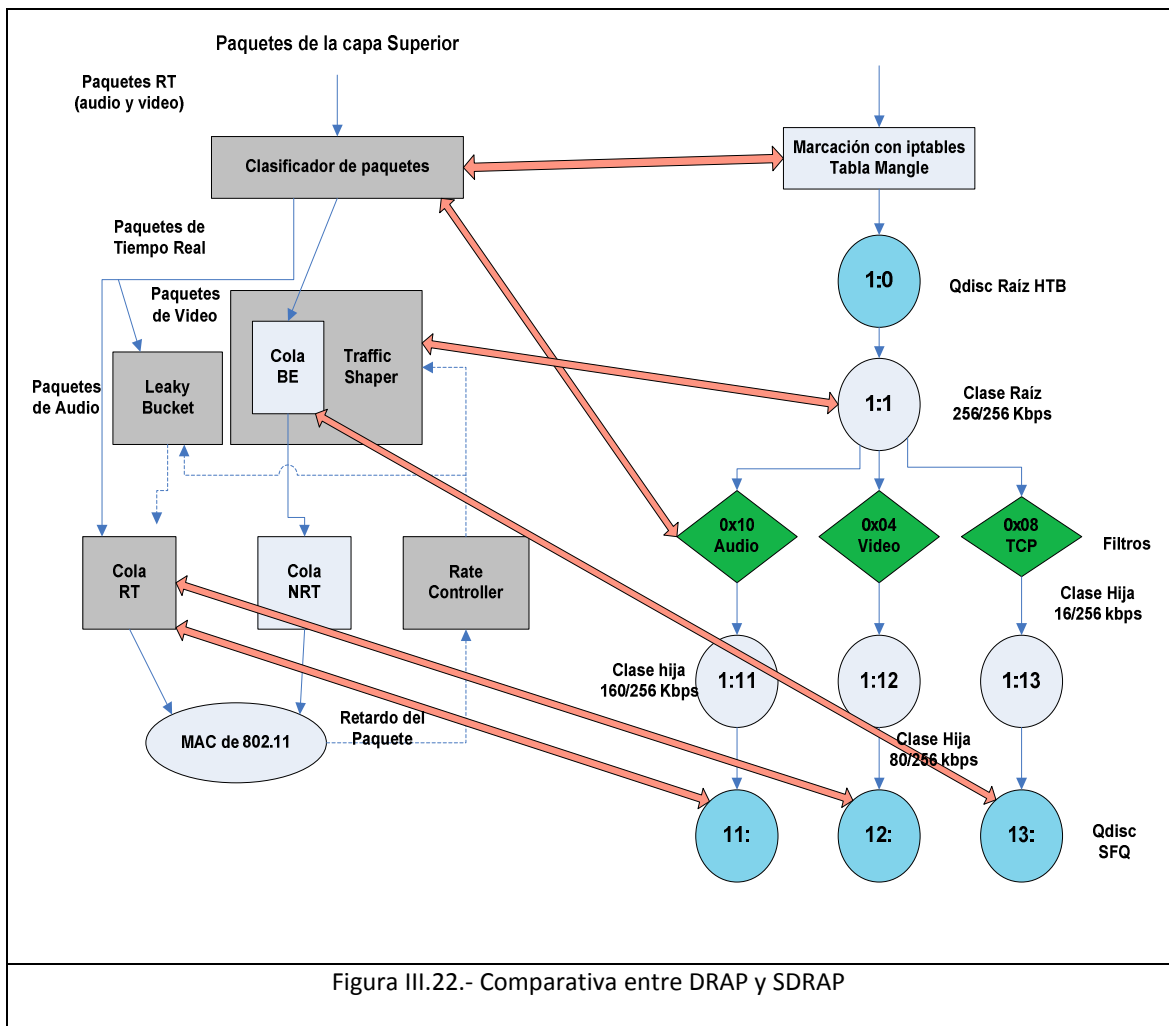 Paquetes de la capa Superior
Paquetes RT
(audio y video)
Clasificador de paquetes
Marcación con iptables
Tabla Mangle
Paquetes de
Tiempo Real
1:0
Qdisc Raíz HTB
Paquetes
de Video
Cola
BE
Traffic
Shaper
Leaky
Bucket
Paquetes
de Audio
1:1
Clase Raíz
256/256 Kbps
0x10
Audio
0x04
Video
0x08
TCP
Filtros
Cola
RT
Cola
NRT
Rate
Controller
Clase Hija
16/256 kbps
Clase hija
160/256 Kbps
1:11
1:12
1:13
Retardo del
Paquete
MAC de 802.11
Clase Hija
80/256 kbps
11:
12:
13:
Qdisc
SFQ
Figura III.22.- Comparativa entre DRAP y SDRAP